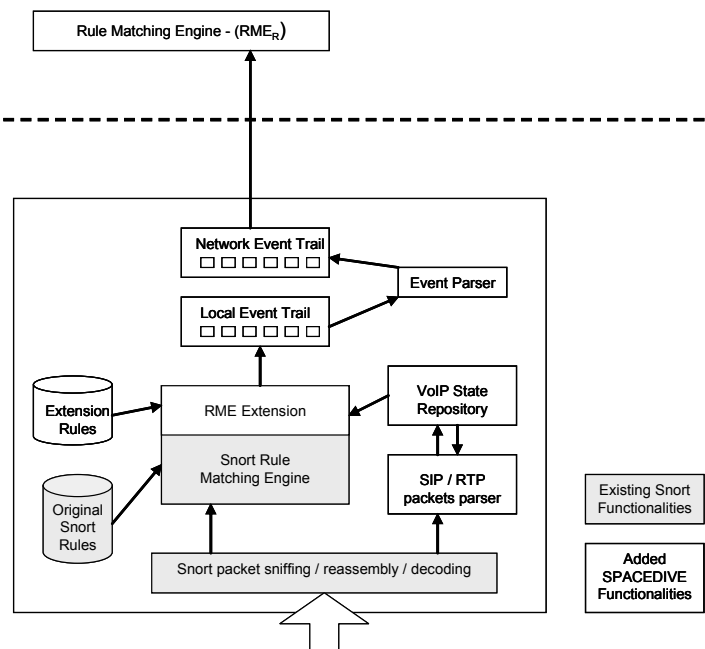 Rule Matching Engine - (RME_R)
Network Event Trail
Event Parser
Local Event Trail
Extension
Rules
RME Extension
VoIP State
Repository
Snort Rule
Matching Engine
SIP / RTP
packets parser
Original
Snort
Rules
Existing Snort
Functionalities
Snort packet sniffing / reassembly / decoding
Added
SPACEDIVE
Functionalities